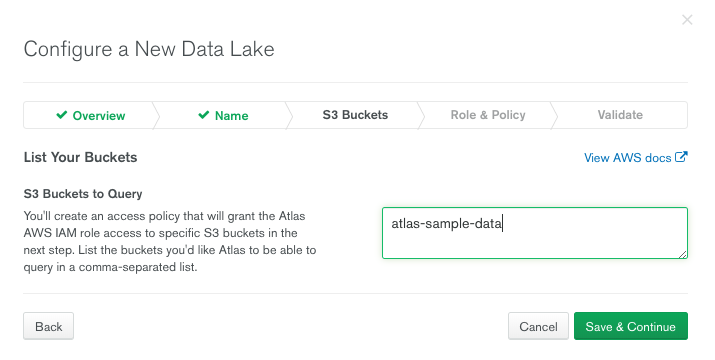 Configure a New Data Lake
Overview
Name
S3 Buckets
Role & Policy
Validate
List Your Buckets
View AWS docs
S3 Buckets to Query
You'll create an access policy that will grant the Atlas
AWS IAM role access to specific S3 buckets in the
next step. List the buckets you'd like Atlas to be able to
query in a comma-separated list.
atlas-sample-data
Back
Cancel
Save & Continue